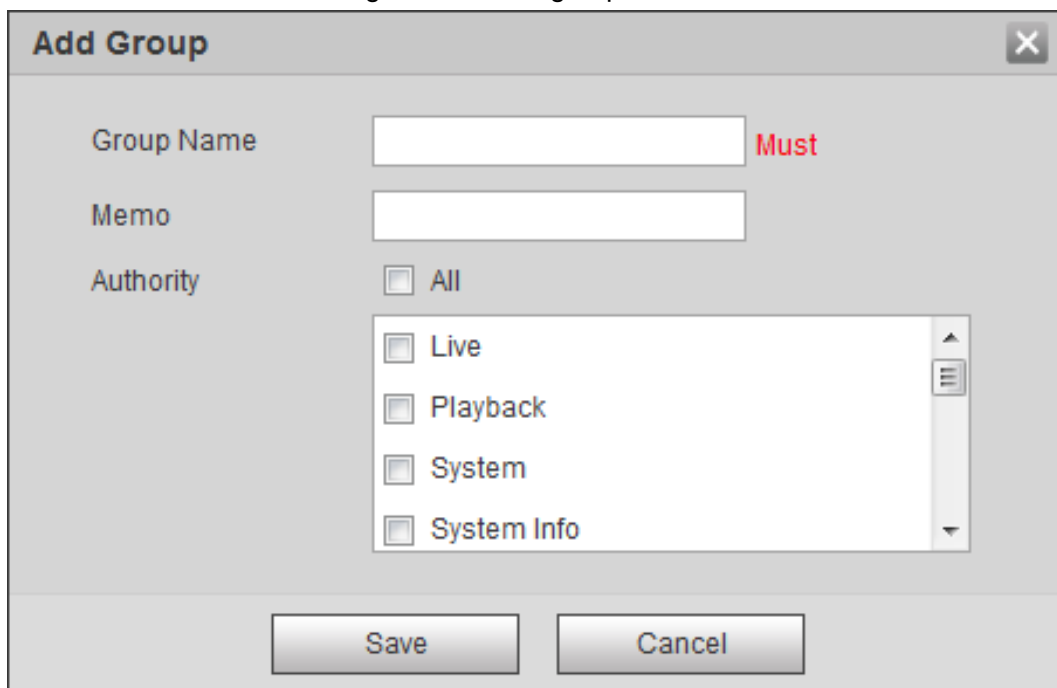 Add Group
Group Name Must
Memo
Authority All
Live
Playback
System
System Info
Save Cancel